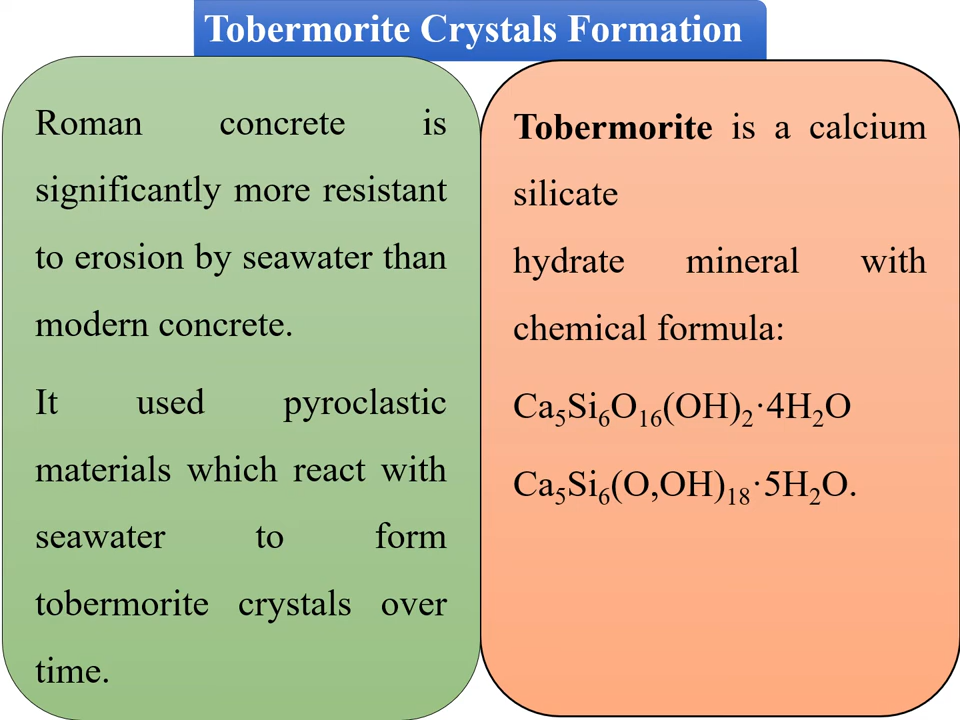 Tobermorite Crystals Formation
Roman concrete is
significantly more resistant
to erosion by seawater than
modern concrete.
It used pyroclastic
materials which react with
seawater to form
tobermorite crystals over
time.
Tobermorite is a calcium
silicate
hydrate mineral with
chemical formula:
Ca₅Si₆O₁₆(OH)₂·4H₂O
Ca₅Si₆(O,OH)₁₈·5H₂O.